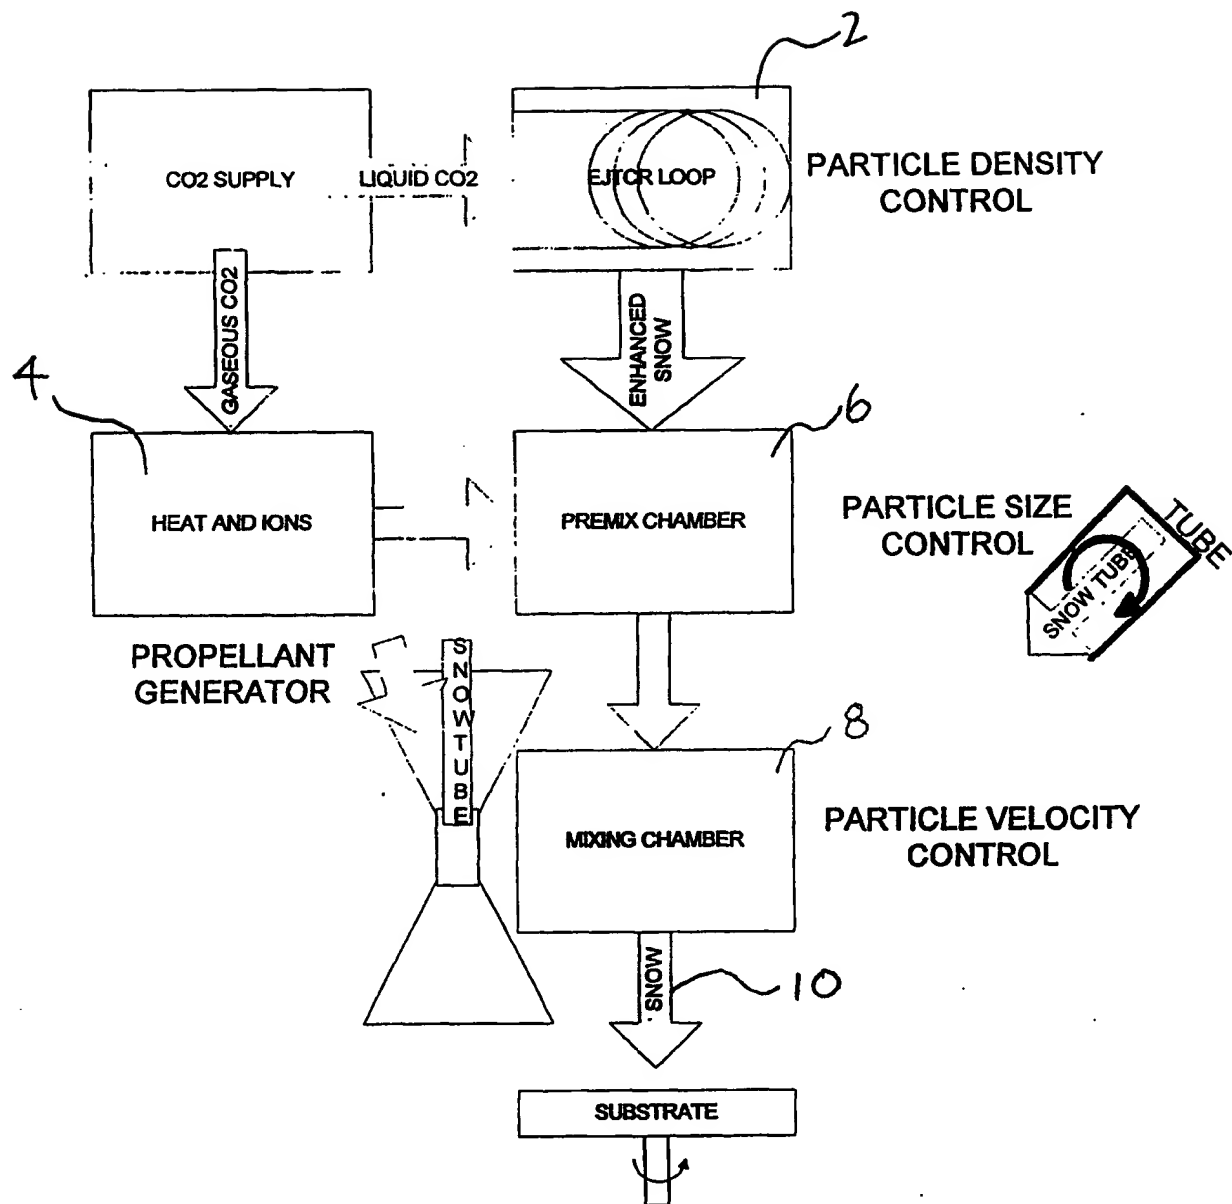 2
CO2 SUPPLY
LIQUID CO2
EJTCR LOOP
PARTICLE DENSITY
CONTROL
GASEOUS CO2
ENHANCED
SNOW
4
6
HEAT AND IONS
PREMIX CHAMBER
PARTICLE SIZE
CONTROL
TUBE
SNOW TUBE
PROPELLANT
GENERATOR
SNOWTUBE
8
MIXING CHAMBER
PARTICLE VELOCITY
CONTROL
SNOW
10
SUBSTRATE